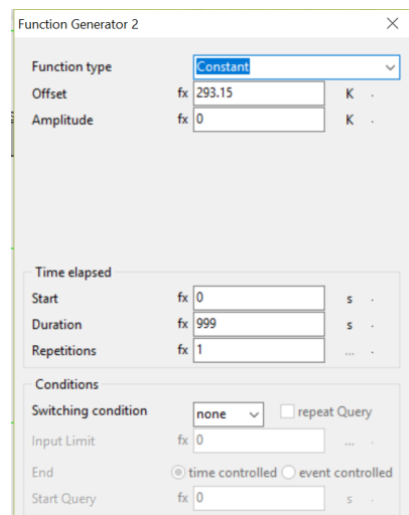 Function Generator 2
Function type Constant
Offset fx 293.15 K .
Amplitude fx 0 K .
Time elapsed
Start fx 0 s .
Duration fx 999 s .
Repetitions fx 1 ... .
Conditions
Switching condition none repeat Query
Input Limit fx 0 ... .
End time controlled event controlled
Start Query fx 0 s .